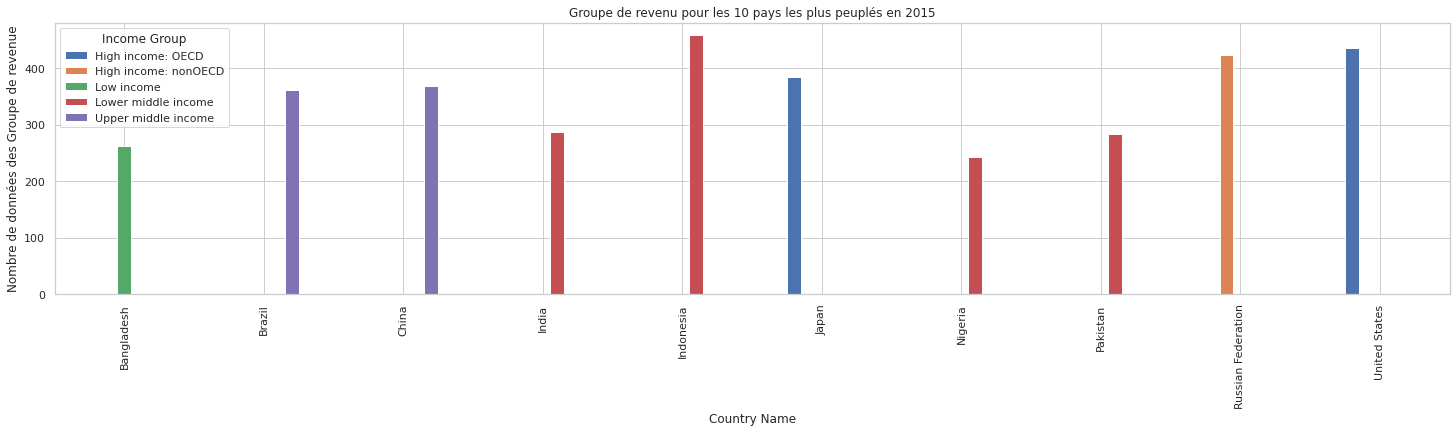 Groupe de revenu pour les 10 pays les plus peuplés en 2015
Nombre de données des Groupe de revenue
Income Group
High income: OECD
High income: nonOECD
Low income
Lower middle income
Upper middle income
400
300
200
100
0
Bangladesh
Brazil
China
India
Indonesia
Japan
Nigeria
Pakistan
Russian Federation
United States
Country Name